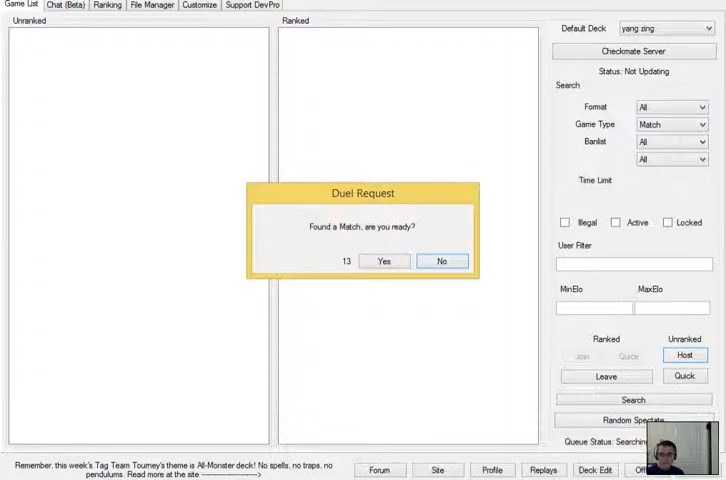 Game List Chat (Beta) Ranking File Manager Customize Support DevPro
Unranked
Ranked
Default Deck yang zing
Checkmate Server
Status: Not Updating
Search
Format All
Game Type Match
Banlist All
All
Time Limit
Illegal Active Locked
User Filter
MinElo MaxElo
Ranked Unranked
Join Quick Host
Leave Quick
Search
Random Spectate
Queue Status: Searching
Duel Request
Found a Match, are you ready?
13 Yes No
Remember, this week's Tag Team Tourney's theme is All-Monster deck! No spells, no traps, no
pendulums. Read more at the site -------------------->
Forum Site Profile Replays Deck Edit